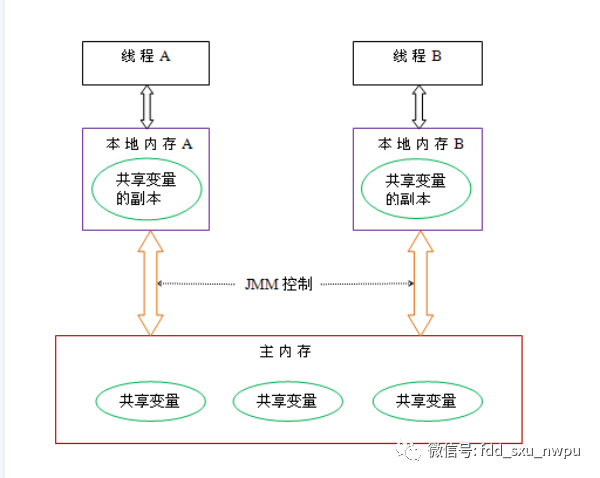 线程 A
线程 B
本地内存 A
本地内存 B
共享变量
的副本
共享变量
的副本
JMM 控制
主内存
共享变量
共享变量
共享变量
微信号: fdd_sxu_nwpu